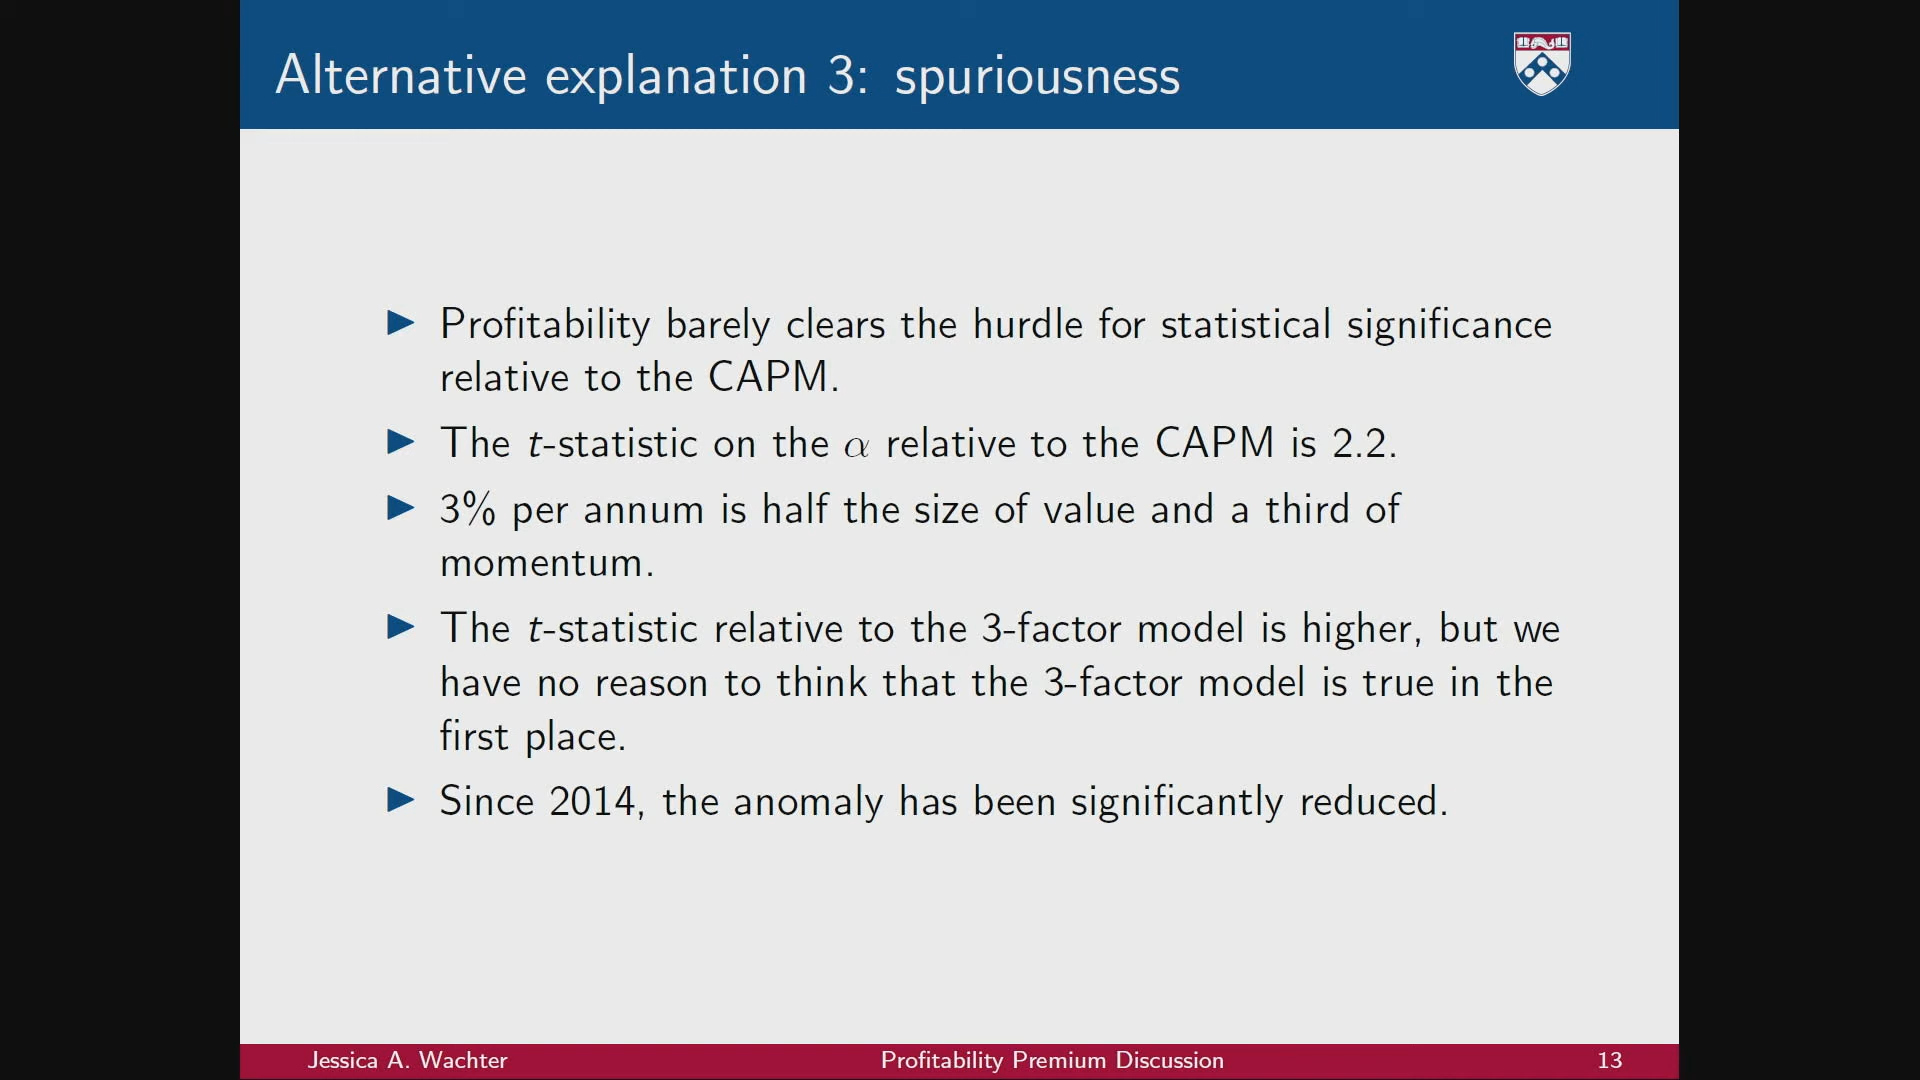 Alternative explanation 3: spuriousness
▶ Profitability barely clears the hurdle for statistical significance
relative to the CAPM.
▶ The t-statistic on the α relative to the CAPM is 2.2.
▶ 3% per annum is half the size of value and a third of
momentum.
▶ The t-statistic relative to the 3-factor model is higher, but we
have no reason to think that the 3-factor model is true in the
first place.
▶ Since 2014, the anomaly has been significantly reduced.
Jessica A. Wachter
Profitability Premium Discussion
13